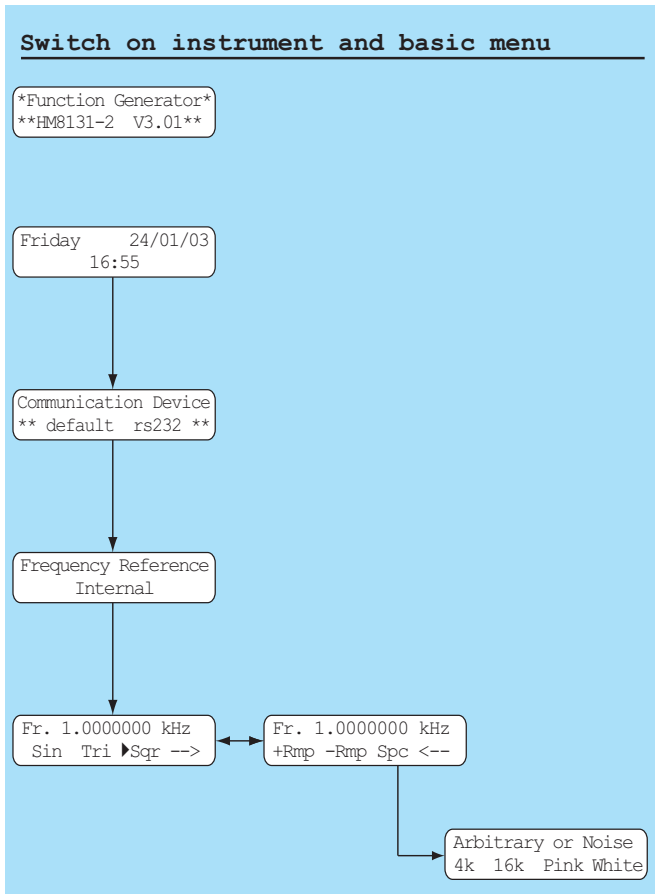 Switch on instrument and basic menu
*Function Generator*
**HM8131-2 V3.01**
Friday 24/01/03
16:55
Communication Device
** default rs232 **
Frequency Reference
Internal
Fr. 1.0000000 kHz
Sin Tri ▶Sqr -->
Fr. 1.0000000 kHz
+Rmp -Rmp Spc <--
Arbitrary or Noise
4k 16k Pink White